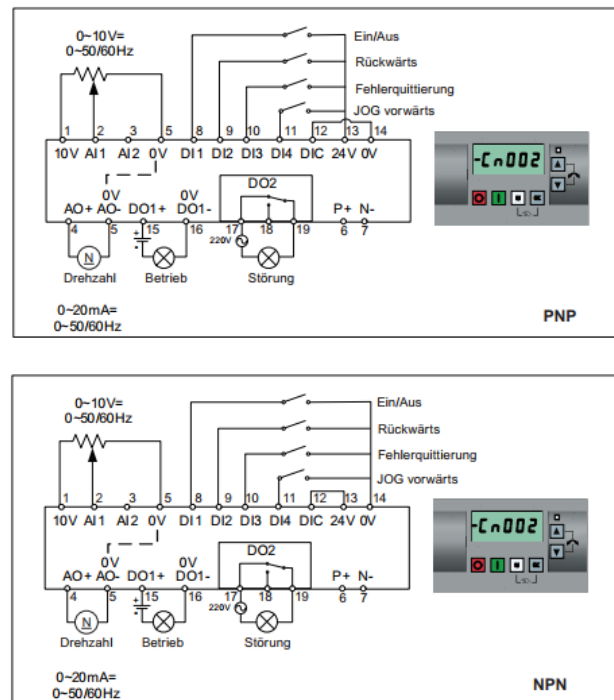 0~10V=
0~50/60Hz
Ein/Aus
Rückwärts
Fehlerquittierung
JOG vorwärts
1 2 3 5 8 9 10 11 12 13 14
10V AI1 AI2 0V DI1 DI2 DI3 DI4 DIC 24V 0V
-Cn002
DO2
0V 0V
AO+ AO- DO1+ DO1- P+ N-
4 5 15 16 17 18 19 6 7
220V
N
Drehzahl Betrieb Störung
0~20mA=
0~50/60Hz
PNP
0~10V=
0~50/60Hz
Ein/Aus
Rückwärts
Fehlerquittierung
JOG vorwärts
1 2 3 5 8 9 10 11 12 13 14
10V AI1 AI2 0V DI1 DI2 DI3 DI4 DIC 24V 0V
-Cn002
DO2
0V 0V
AO+ AO- DO1+ DO1- P+ N-
4 5 15 16 17 18 19 6 7
220V
N
Drehzahl Betrieb Störung
0~20mA=
0~50/60Hz
NPN